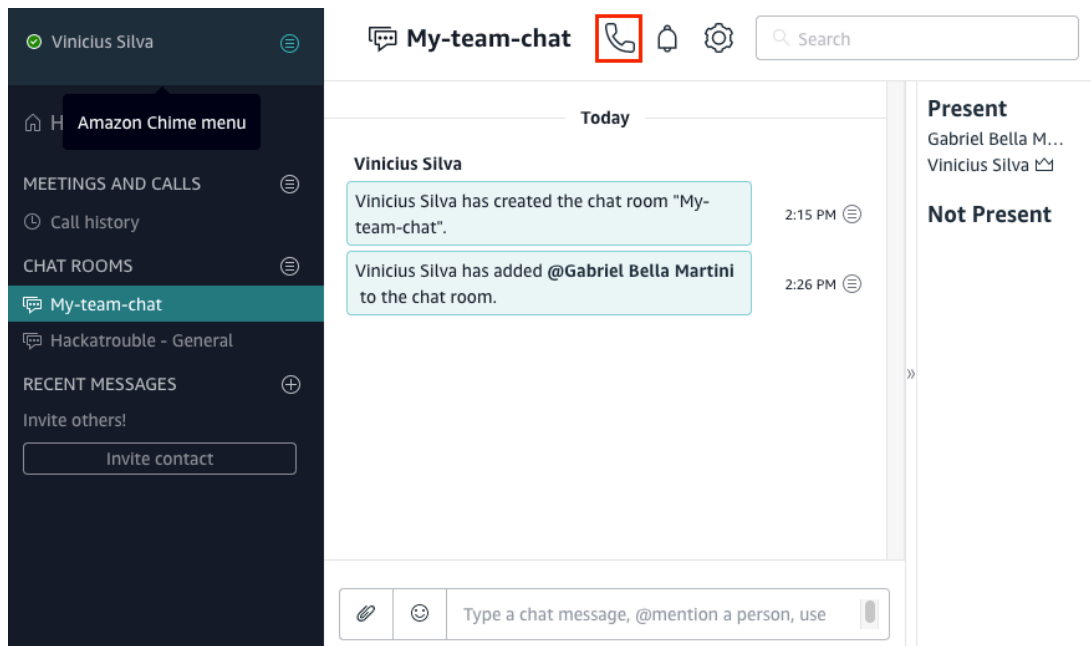 Vinicius Silva
Amazon Chime menu
H
MEETINGS AND CALLS
Call history
CHAT ROOMS
My-team-chat
Hackatrouble - General
RECENT MESSAGES
Invite others!
Invite contact
My-team-chat
Search
Today
Vinicius Silva
Vinicius Silva has created the chat room "My-
team-chat".
2:15 PM
Vinicius Silva has added @Gabriel Bella Martini
to the chat room.
2:26 PM
»
Type a chat message, @mention a person, use
Present
Gabriel Bella M...
Vinicius Silva
Not Present